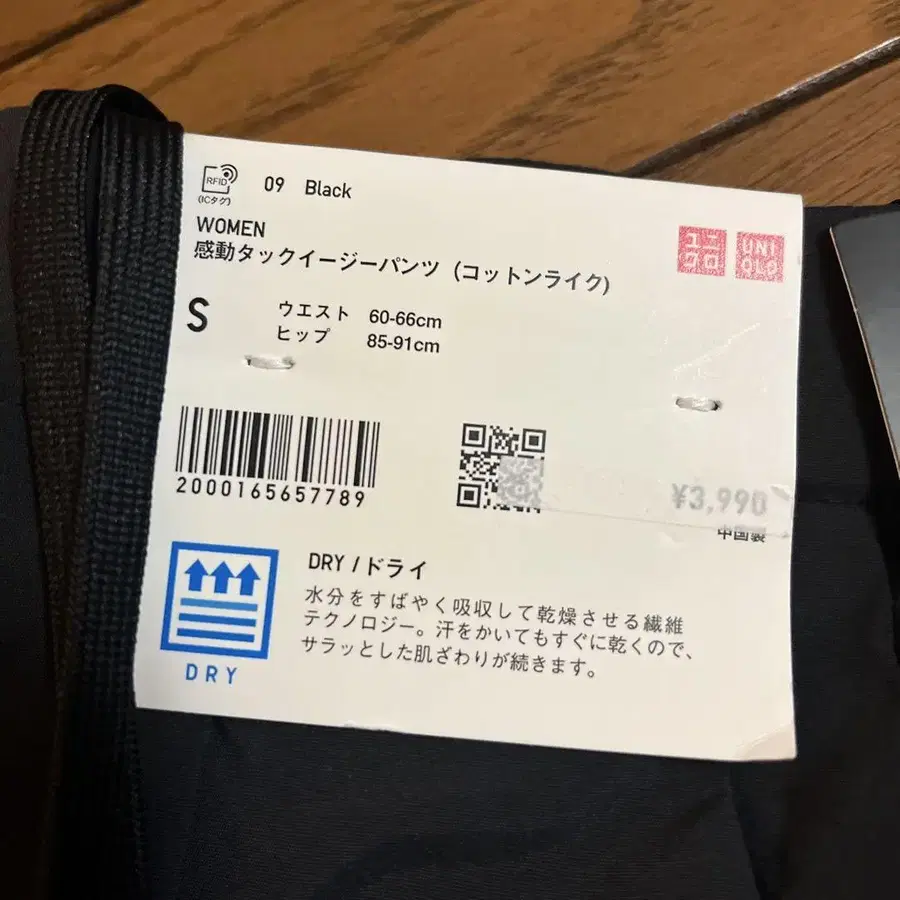 RFID
(ICタグ)
09 Black
WOMEN
感動タックイージーパンツ (コットンライク)
ユニクロ
UNIQLO
S
ウエスト 60-66cm
ヒップ 85-91cm
2000165657789
¥3,990
中国製
DRY / ドライ
水分をすばやく吸収して乾燥させる繊維
テクノロジー。汗をかいてもすぐに乾くので、
サラッとした肌ざわりが続きます。
DRY